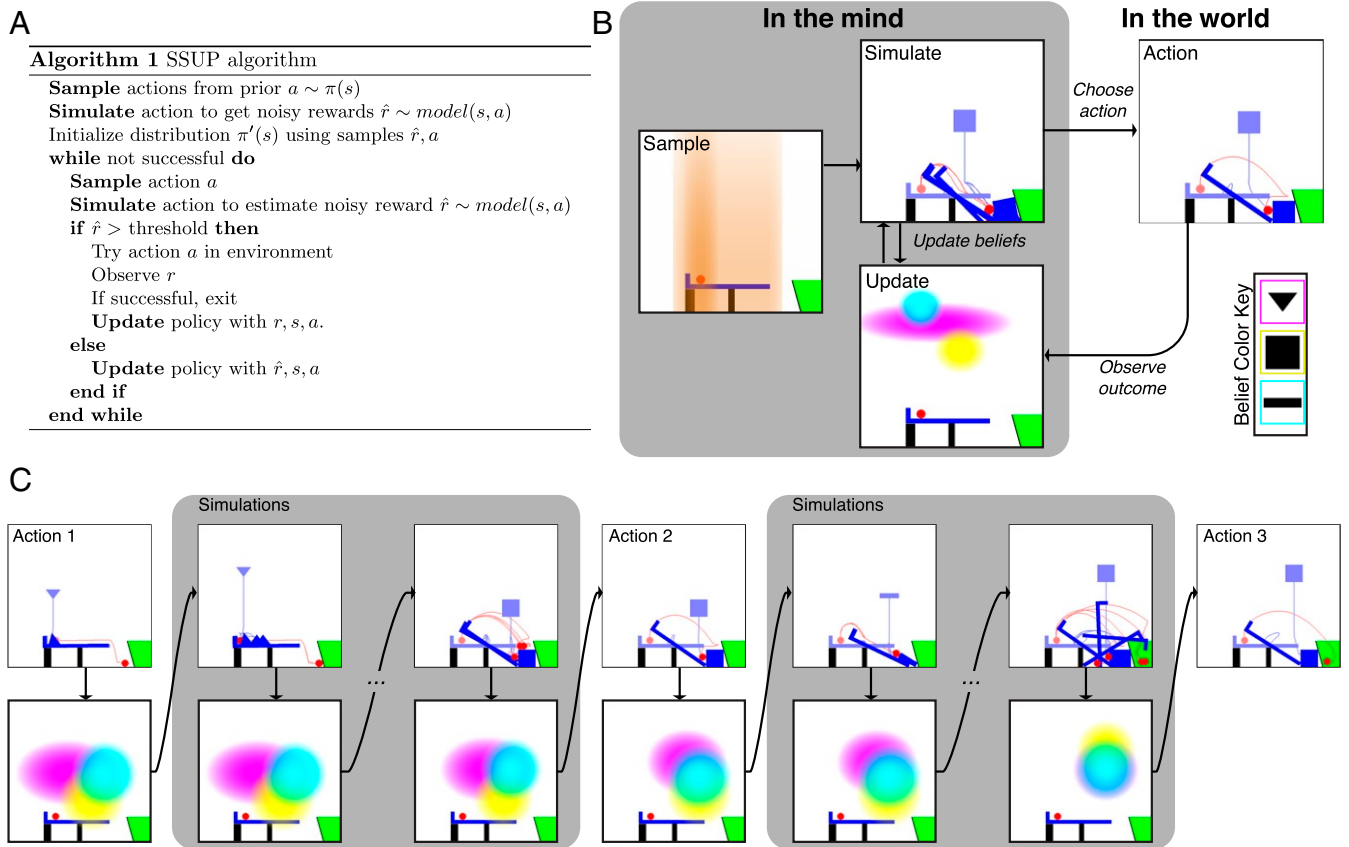 A
Algorithm 1 SSUP algorithm
Sample actions from prior a ∼ π(s)
Simulate action to get noisy rewards r̂ ∼ model(s, a)
Initialize distribution π′(s) using samples r̂, a
while not successful do
Sample action a
Simulate action to estimate noisy reward r̂ ∼ model(s, a)
if r̂ > threshold then
Try action a in environment
Observe r
If successful, exit
Update policy with r, s, a.
else
Update policy with r̂, s, a
end if
end while
B
In the mind
In the world
Sample
Simulate
Choose
action
Action
Update beliefs
Update
Observe
outcome
Belief Color Key
C
Action 1
Simulations
...
Action 2
Simulations
...
Action 3